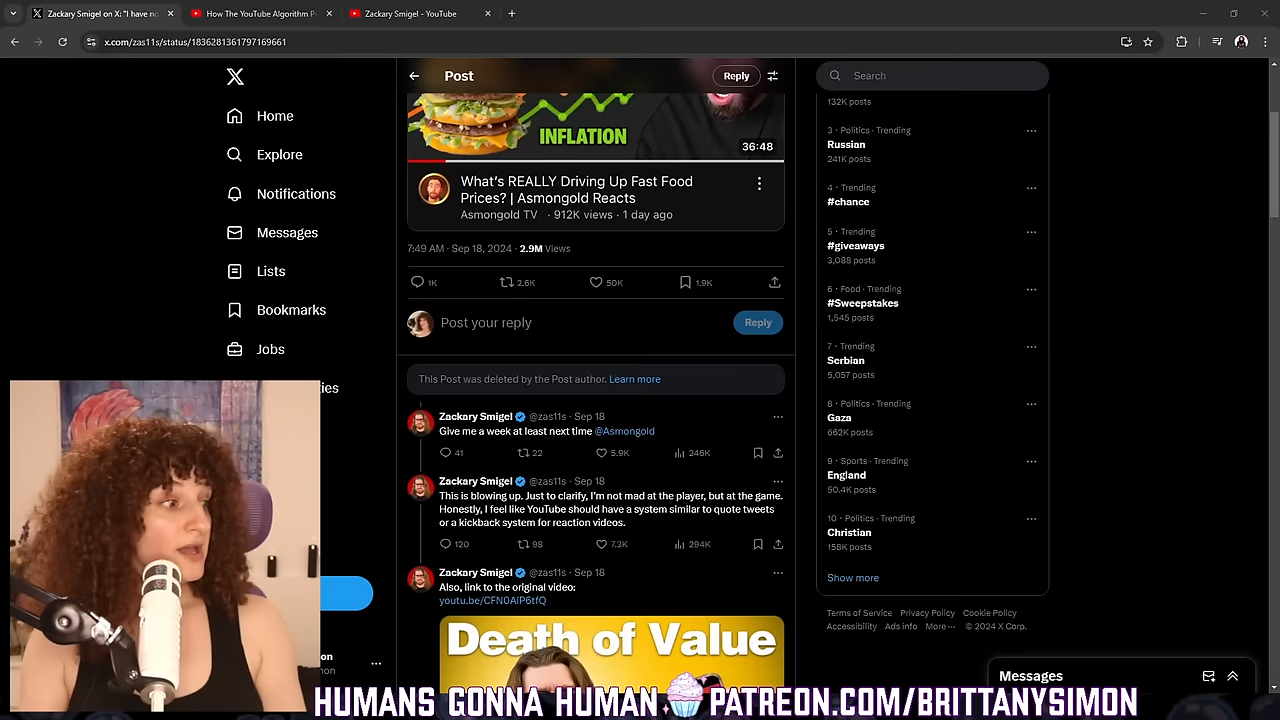 Zackary Smigel on X: "I have no
How The YouTube Algorithm P
Zackary Smigel - YouTube
x.com/zas11s/status/1836281361797169661
Home
Explore
Notifications
Messages
Lists
Bookmarks
Jobs
ies
on
on
Post
Reply
INFLATION
36:48
What's REALLY Driving Up Fast Food
Prices? | Asmongold Reacts
Asmongold TV · 912K views · 1 day ago
7:49 AM · Sep 18, 2024 · 2.9M Views
1K 2.6K 50K 1.9K
Post your reply
Reply
This Post was deleted by the Post author. Learn more
Zackary Smigel @zas11s · Sep 18
Give me a week at least next time @Asmongold
41 22 5.9K 246K
Zackary Smigel @zas11s · Sep 18
This is blowing up. Just to clarify, I'm not mad at the player, but at the game.
Honestly, I feel like YouTube should have a system similar to quote tweets
or a kickback system for reaction videos.
120 98 7.3K 294K
Zackary Smigel @zas11s · Sep 18
Also, link to the original video:
youtu.be/CFN0AiP6tfQ
Death of Value
Search
132K posts
3 · Politics · Trending
Russian
241K posts
4 · Trending
#chance
5 · Trending
#giveaways
3,088 posts
6 · Food · Trending
#Sweepstakes
1,545 posts
7 · Trending
Serbian
5,057 posts
8 · Politics · Trending
Gaza
662K posts
9 · Sports · Trending
England
50.4K posts
10 · Politics · Trending
Christian
158K posts
Show more
Terms of Service Privacy Policy Cookie Policy
Accessibility Ads info More ··· © 2024 X Corp.
Messages
HUMANS GONNA HUMAN PATREON.COM/BRITTANYSIMON